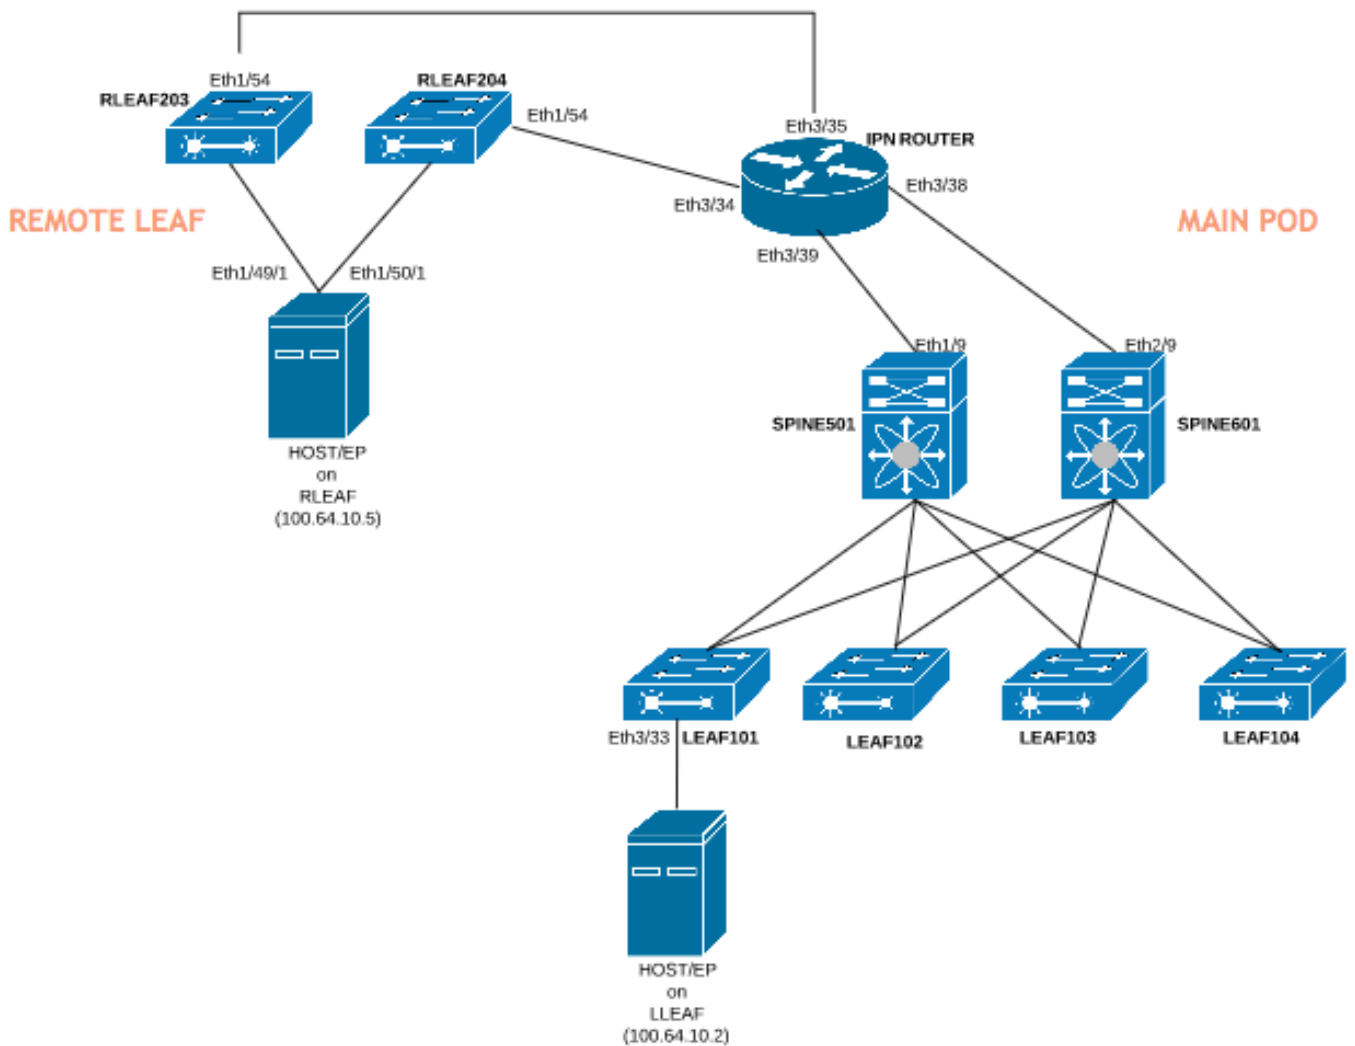 Eth1/54
RLEAF203
RLEAF204
Eth1/54
Eth3/35
IPN ROUTER
Eth3/38
Eth3/34
REMOTE LEAF
MAIN POD
Eth3/39
Eth1/49/1
Eth1/50/1
Eth1/9
Eth2/9
SPINE501
SPINE601
HOST/EP
on
RLEAF
(100.64.10.5)
Eth3/33
LEAF101
LEAF102
LEAF103
LEAF104
HOST/EP
on
LLEAF
(100.64.10.2)